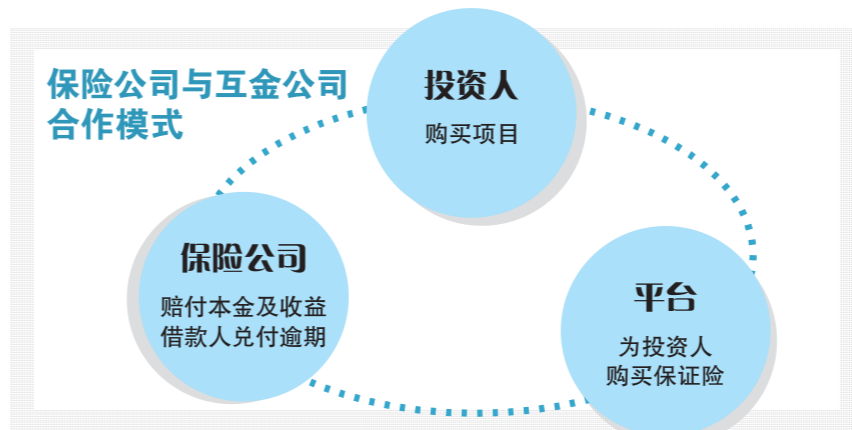 保险公司与互金公司
合作模式
投资人
购买项目
保险公司
赔付本金及收益
借款人兑付逾期
平台
为投资人
购买保证险